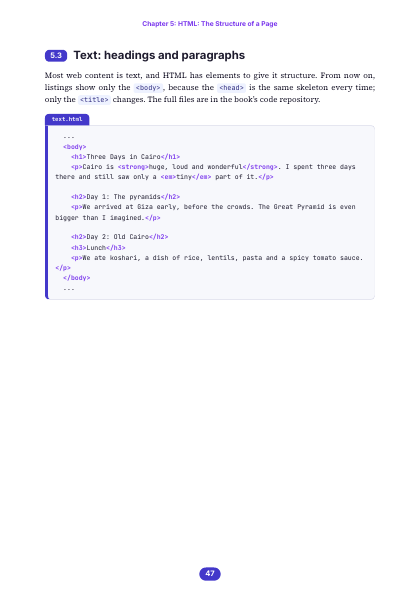 Chapter 5: HTML: The Structure of a Page
5.3 Text: headings and paragraphs
Most web content is text, and HTML has elements to give it structure. From now on,
listings show only the <body>, because the <head> is the same skeleton every time;
only the <title> changes. The full files are in the book's code repository.
text.html
...
<body>
<h1>Three Days in Cairo</h1>
<p>Cairo is <strong>huge, loud and wonderful</strong>. I spent three days
there and still saw only a <em>tiny</em> part of it.</p>
<h2>Day 1: The pyramids</h2>
<p>We arrived at Giza early, before the crowds. The Great Pyramid is even
bigger than I imagined.</p>
<h2>Day 2: Old Cairo</h2>
<h3>Lunch</h3>
<p>We ate koshari, a dish of rice, lentils, pasta and a spicy tomato sauce.
</p>
</body>
...
47